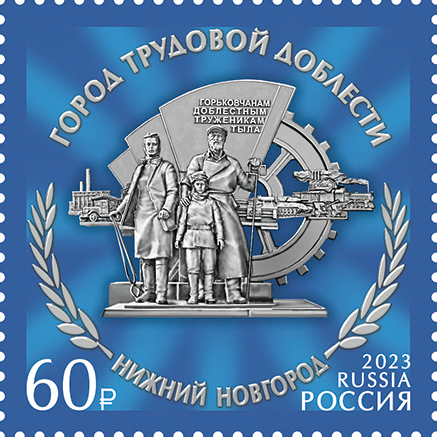 ГОРОД ТРУДОВОЙ ДОБЛЕСТИ
ГОРЬКОВЧАНАМ
ДОБЛЕСТНЫМ
ТРУЖЕНИКАМ
ТЫЛА
НИЖНИЙ НОВГОРОД
60₽
2023
RUSSIA
РОССИЯ